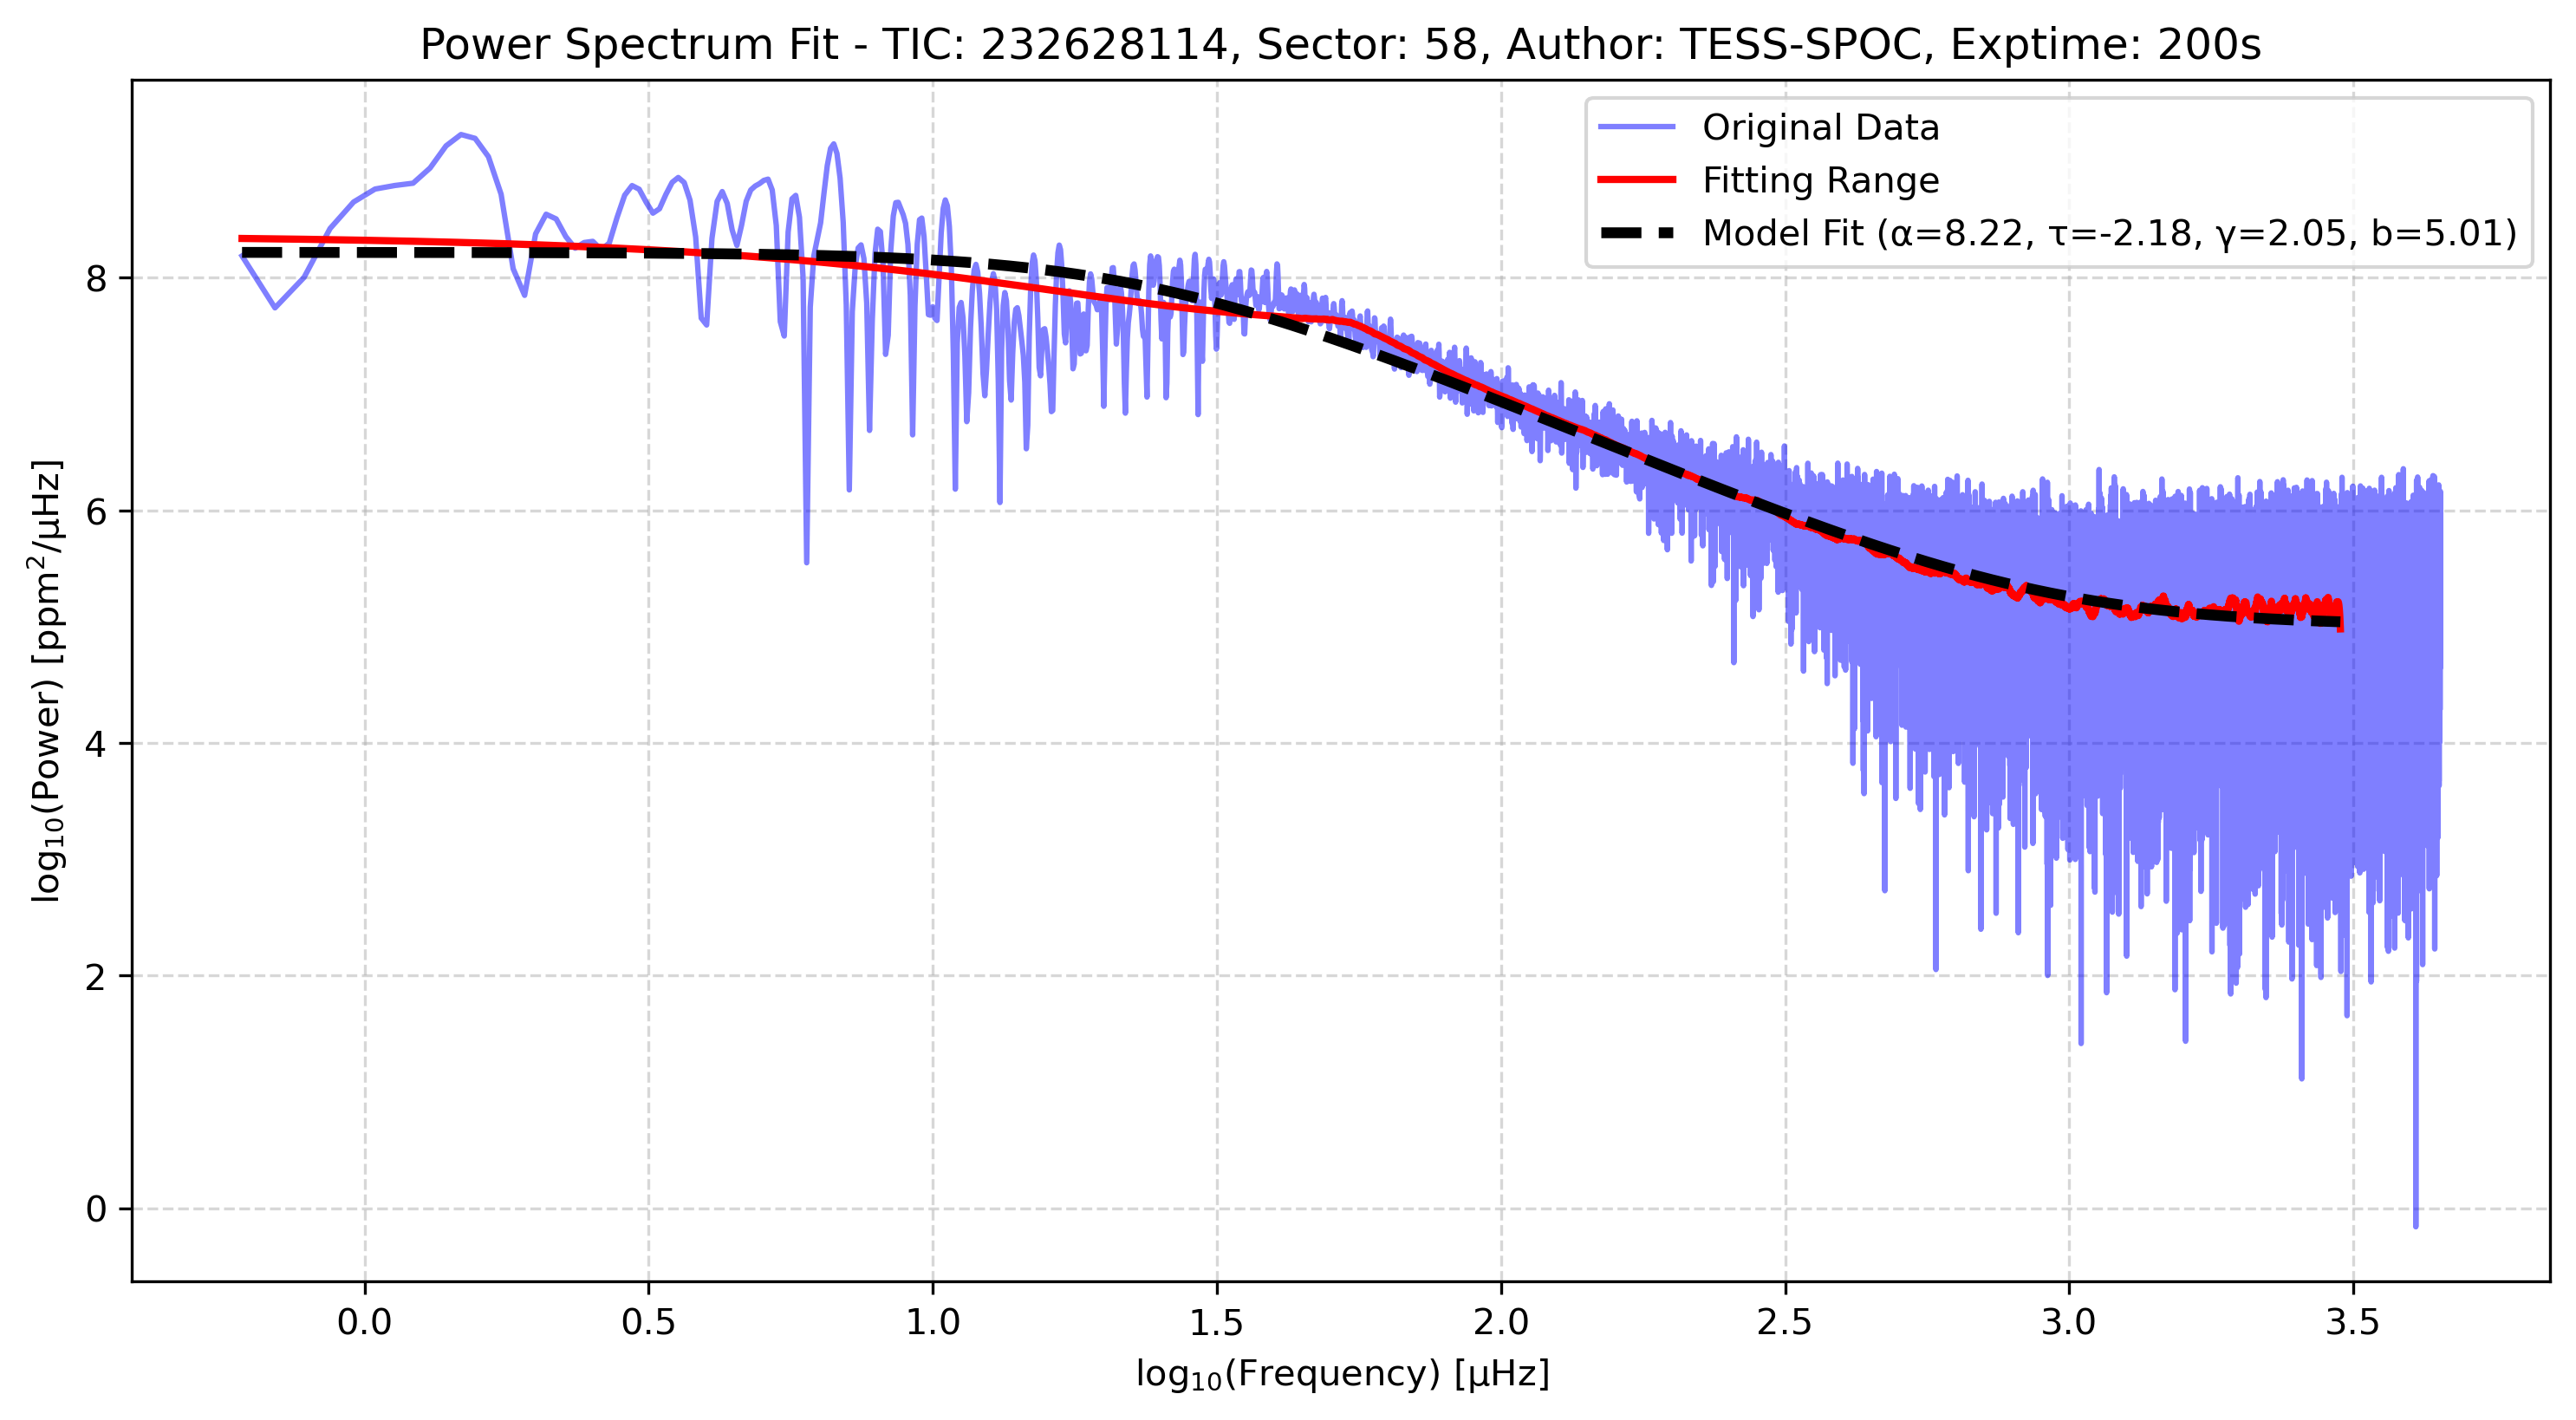 Power Spectrum Fit - TIC: 232628114, Sector: 58, Author: TESS-SPOC, Exptime: 200s
Original Data
Fitting Range
Model Fit (α=8.22, τ=-2.18, γ=2.05, b=5.01)
log₁₀(Power) [ppm²/μHz]
8
6
4
2
0
0.0 0.5 1.0 1.5 2.0 2.5 3.0 3.5
log₁₀(Frequency) [μHz]